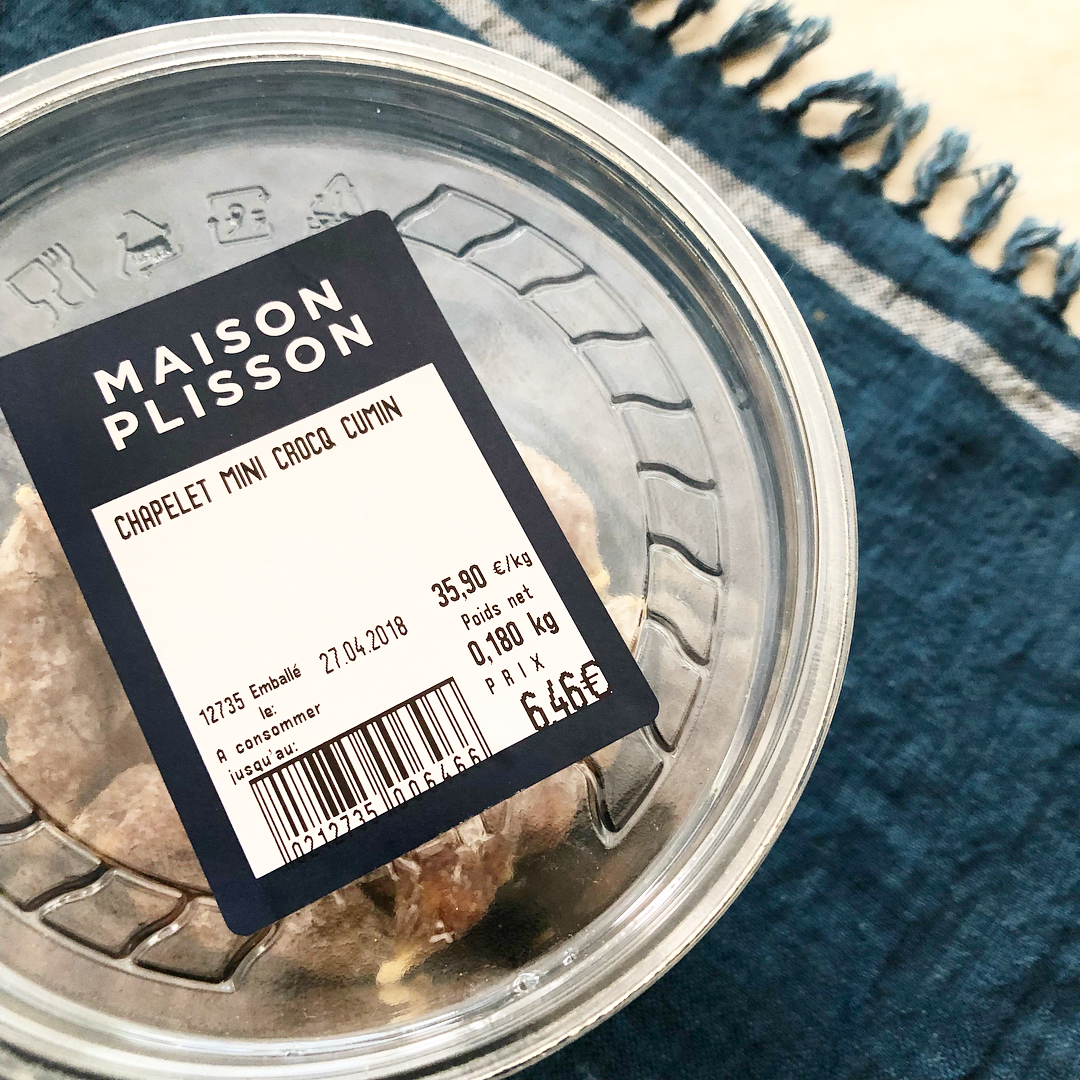 MAISON
PLISSON
CHAPELET MINI CROCQ CUMIN
35,90 €/kg
Poids net
0,180 kg
PRIX
6.46€
12735 Emballé 27.04.2018
le:
A consommer
jusqu'au:
0212735 006466